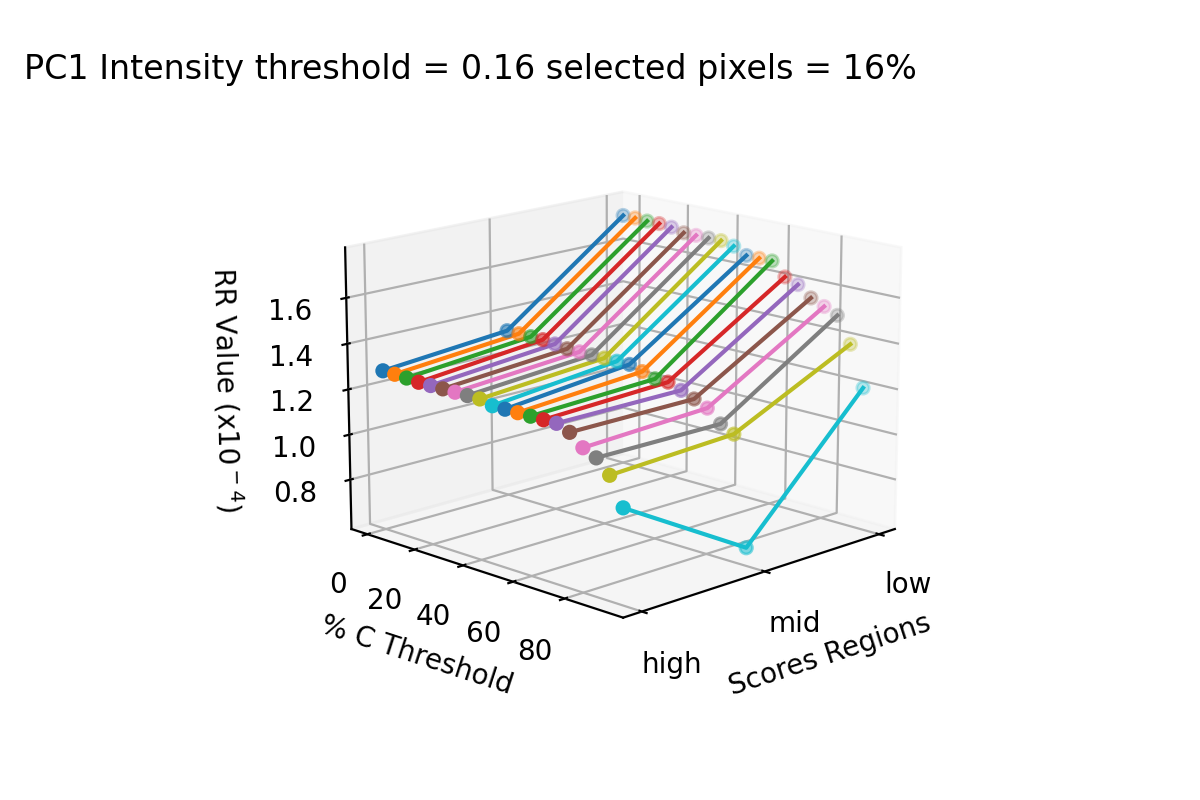 PC1 Intensity threshold = 0.16 selected pixels = 16%
RR Value (x10⁻⁴)
1.6
1.4
1.2
1.0
0.8
0
20
40
60
80
% C Threshold
high
mid
low
Scores Regions